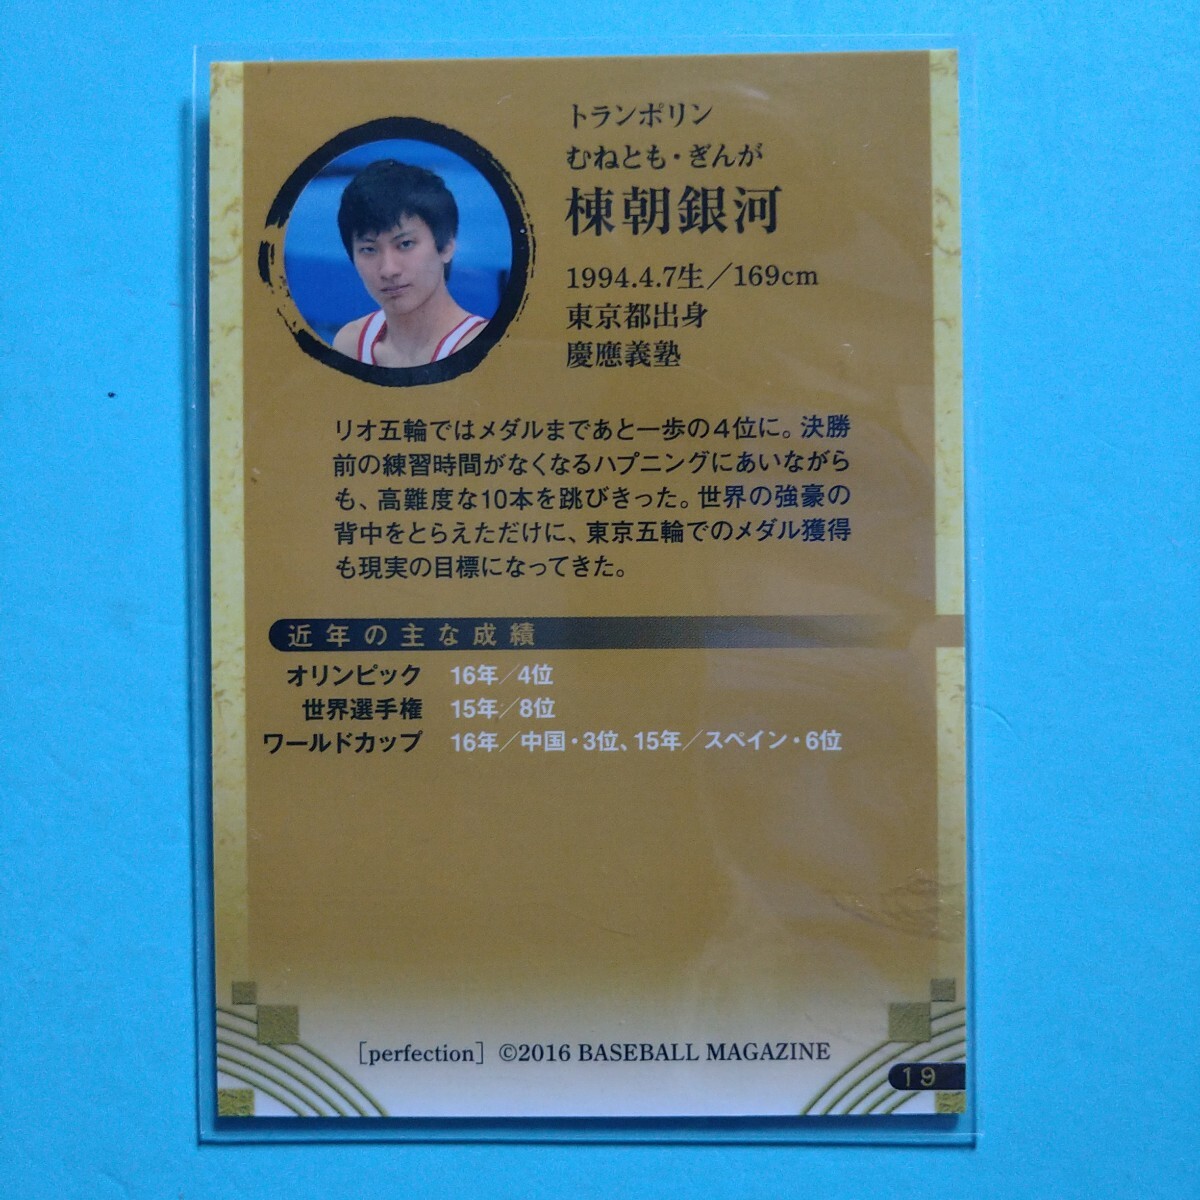 トランポリン
むねとも・ぎんが
棟朝銀河
1994.4.7生／169cm
東京都出身
慶應義塾
リオ五輪ではメダルまであと一歩の4位に。決勝
前の練習時間がなくなるハプニングにあいながら
も、高難度な10本を跳びきった。世界の強豪の
背中をとらえただけに、東京五輪でのメダル獲得
も現実の目標になってきた。
近年の主な成績
オリンピック 16年／4位
世界選手権 15年／8位
ワールドカップ 16年／中国・3位、15年／スペイン・6位
［perfection］ ©2016 BASEBALL MAGAZINE
19